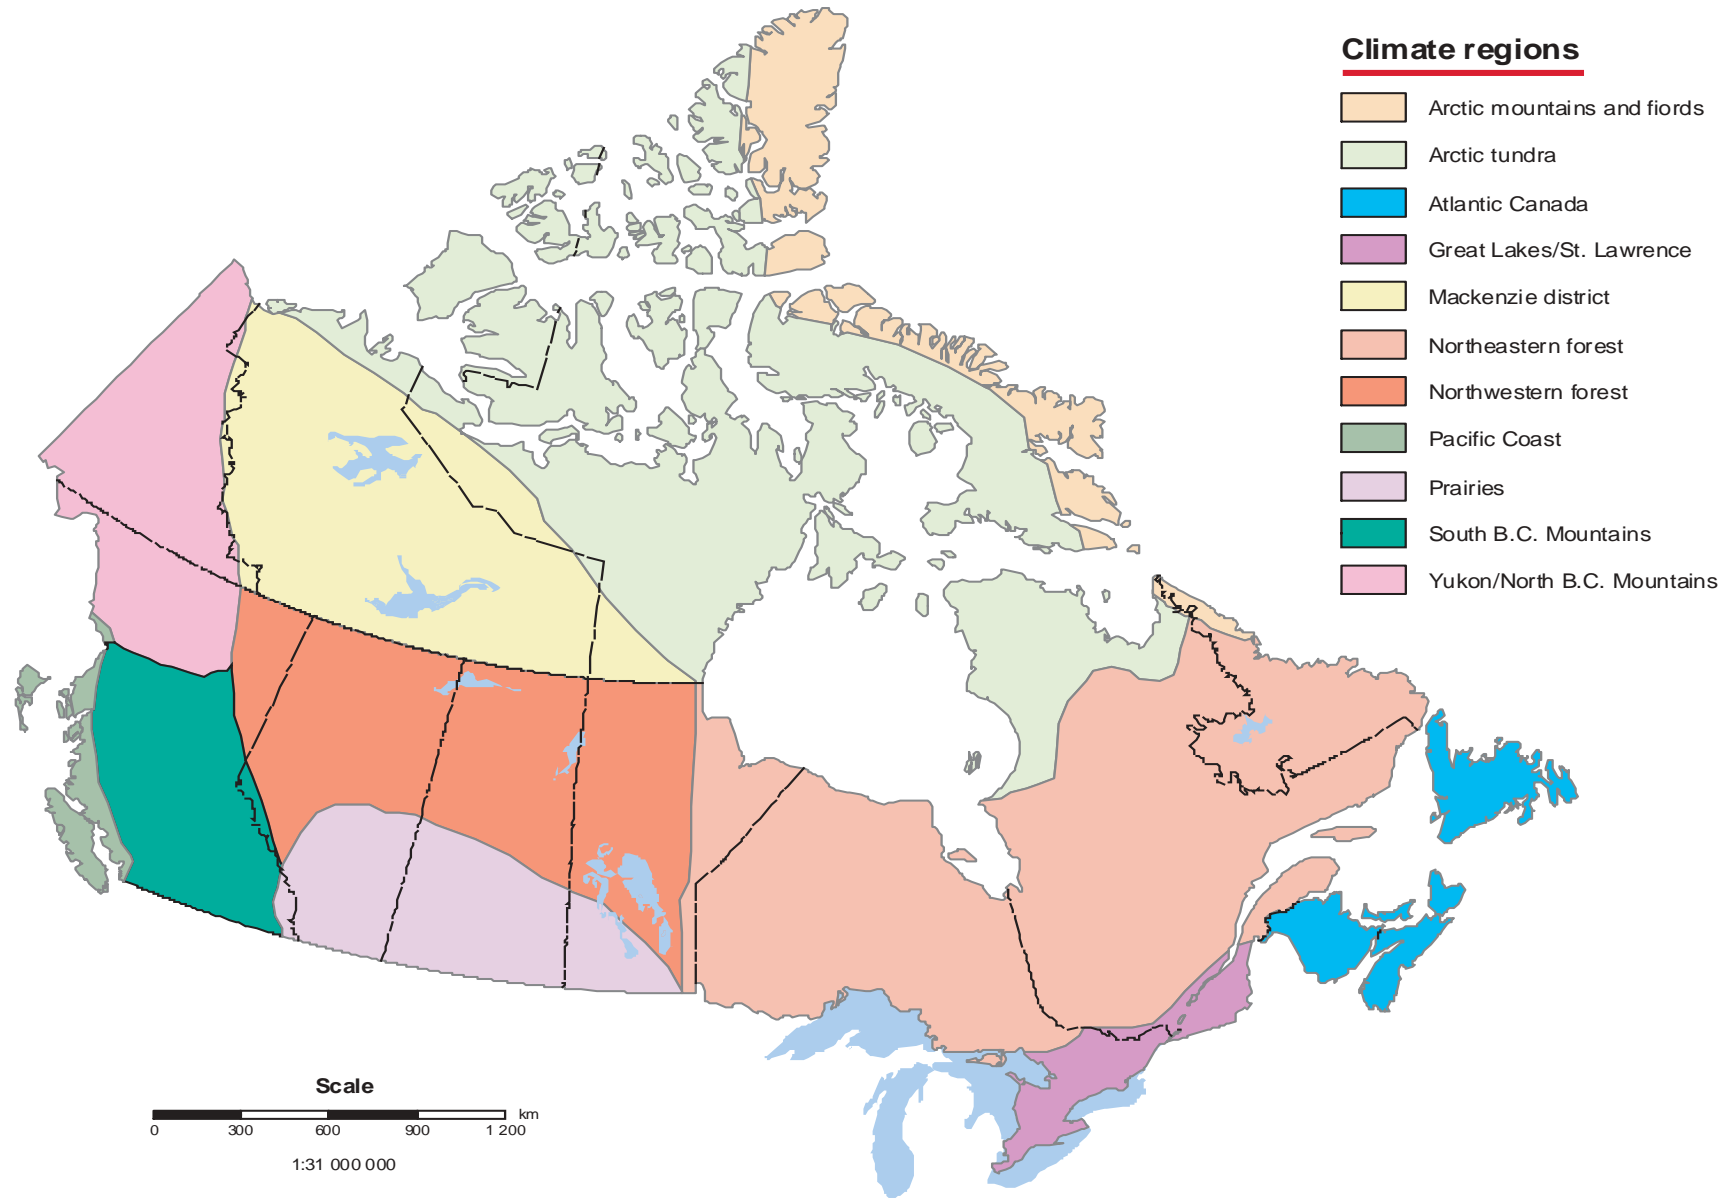 Climate regions
Arctic mountains and fiords
Arctic tundra
Atlantic Canada
Great Lakes/St. Lawrence
Mackenzie district
Northeastern forest
Northwestern forest
Pacific Coast
Prairies
South B.C. Mountains
Yukon/North B.C. Mountains
Scale
km
0 300 600 900 1 200
1:31 000 000